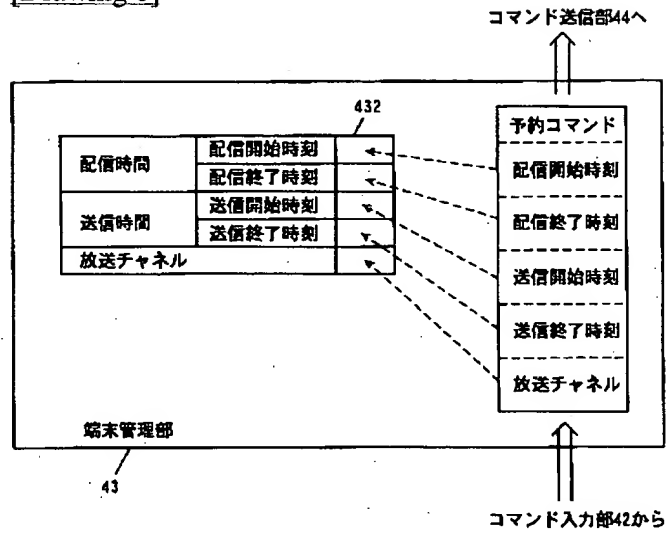 コマンド送信部44へ
432
配信時間
配信開始時刻
配信終了時刻
送信時間
送信開始時刻
送信終了時刻
放送チャネル
予約コマンド
配信開始時刻
配信終了時刻
送信開始時刻
送信終了時刻
放送チャネル
端末管理部
43
コマンド入力部42から